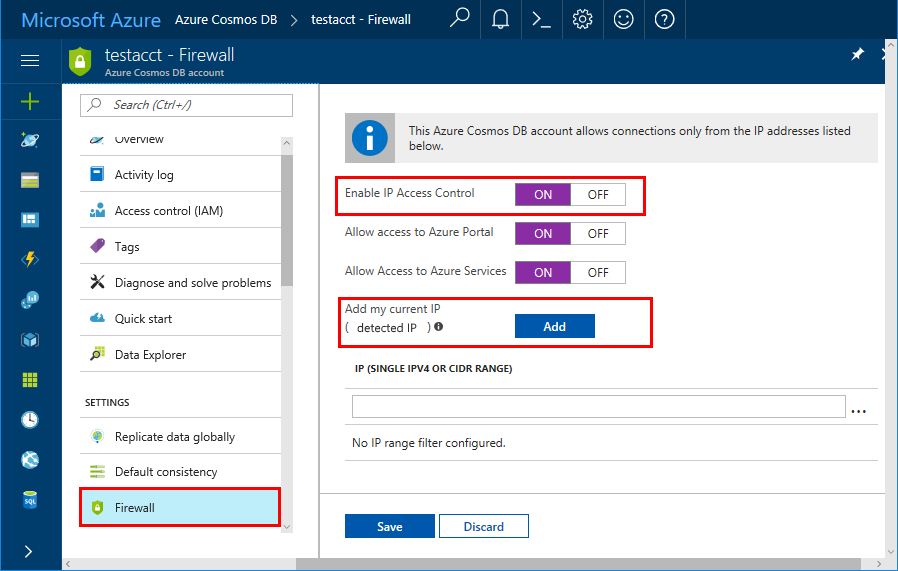 Microsoft Azure Azure Cosmos DB > testacct - Firewall
testacct - Firewall
Azure Cosmos DB account
Search (Ctrl+/)
Overview
Activity log
Access control (IAM)
Tags
Diagnose and solve problems
Quick start
Data Explorer
SETTINGS
Replicate data globally
Default consistency
Firewall
SQL
This Azure Cosmos DB account allows connections only from the IP addresses listed
below.
Enable IP Access Control ON OFF
Allow access to Azure Portal ON OFF
Allow Access to Azure Services ON OFF
Add my current IP
( detected IP ) Add
IP (SINGLE IPV4 OR CIDR RANGE)
...
No IP range filter configured.
Save Discard